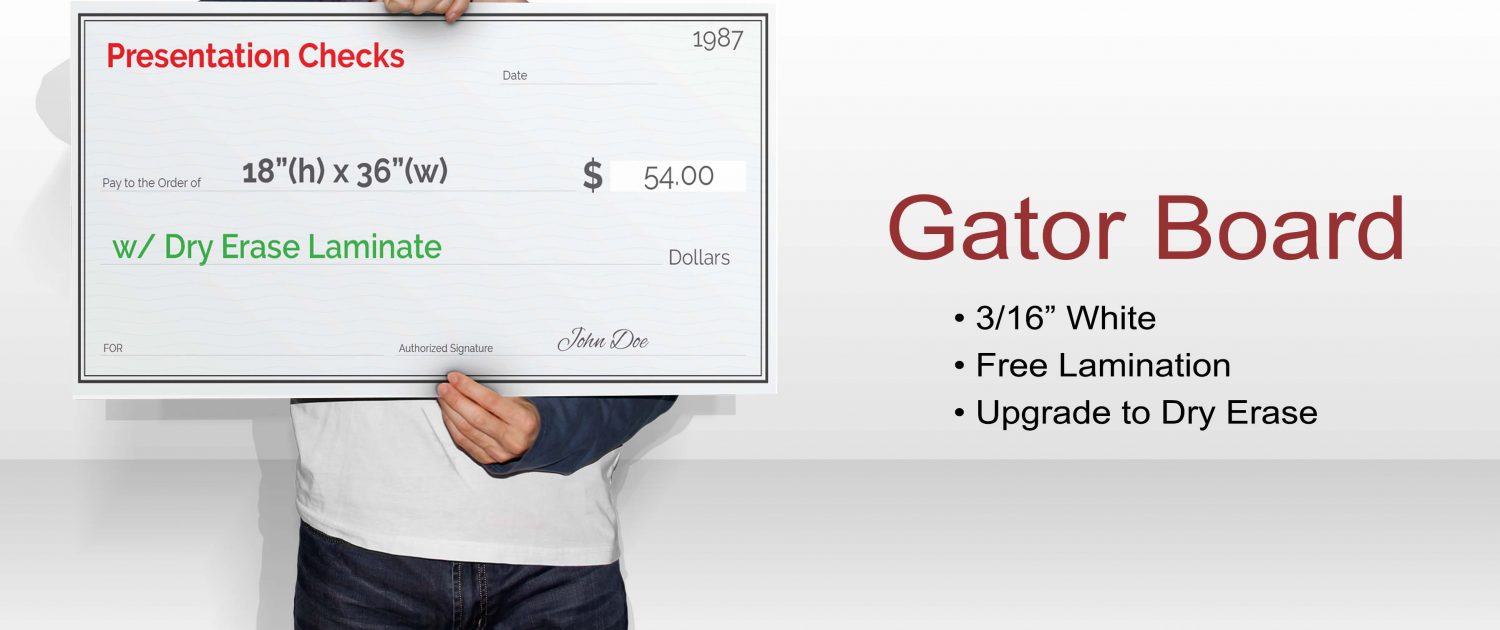 Presentation Checks
1987
Date
Pay to the Order of 18”(h) x 36”(w) $ 54.00
w/ Dry Erase Laminate
Dollars
FOR
Authorized Signature John Doe
Gator Board
• 3/16” White
• Free Lamination
• Upgrade to Dry Erase